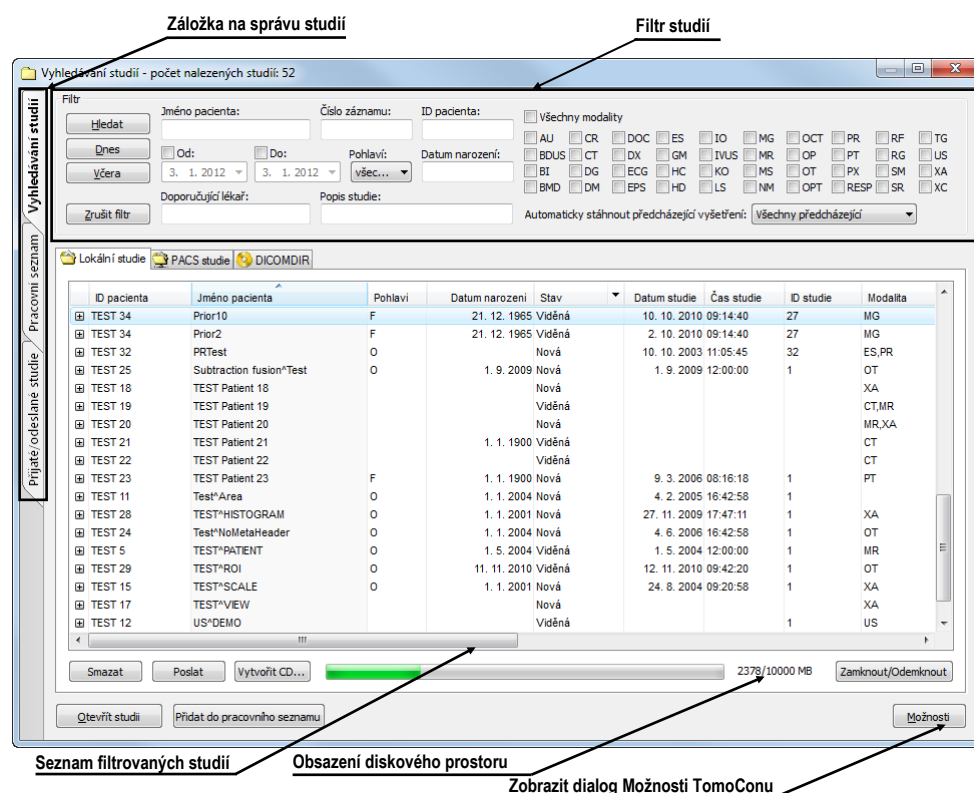 Záložka na správu studií
Filtr studií
Vyhledávání studií - počet nalezených studií: 52
Vyhledávání studií
Pracovní seznam
Přijaté/odeslané studie
Filtr
Hledat
Dnes
Včera
Zrušit filtr
Jméno pacienta: Číslo záznamu: ID pacienta:
Od: Do: Pohlaví: Datum narození:
3. 1. 2012 3. 1. 2012 všec...
Doporučující lékař: Popis studie:
Všechny modality
AU CR DOC ES IO MG OCT PR RF TG
BDUS CT DX GM IVUS MR OP PT RG US
BI DG ECG HC KO MS OT PX SM XA
BMD DM EPS HD LS NM OPT RESP SR XC
Automaticky stáhnout předcházející vyšetření: Všechny předcházející
Lokální studie PACS studie DICOMDIR
ID pacienta Jméno pacienta Pohlaví Datum narození Stav Datum studie Čas studie ID studie Modalita
TEST 34 Prior10 F 21. 12. 1965 Viděná 10. 10. 2010 09:14:40 27 MG
TEST 34 Prior2 F 21. 12. 1965 Viděná 2. 10. 2010 09:14:40 27 MG
TEST 32 PRTest O Nová 10. 10. 2003 11:05:45 32 ES,PR
TEST 25 Subtraction fusion^Test O 1. 9. 2009 Nová 1. 9. 2009 12:00:00 1 OT
TEST 18 TEST Patient 18 Nová XA
TEST 19 TEST Patient 19 Viděná CT,MR
TEST 20 TEST Patient 20 Nová MR,XA
TEST 21 TEST Patient 21 1. 1. 1900 Viděná CT
TEST 22 TEST Patient 22 Viděná CT
TEST 23 TEST Patient 23 F 1. 1. 1900 Nová 9. 3. 2006 08:16:18 1 PT
TEST 11 Test^Area O 1. 1. 2004 Nová 4. 2. 2005 16:42:58 1
TEST 28 TEST^HISTOGRAM O 1. 1. 2001 Nová 27. 11. 2009 17:47:11 1 XA
TEST 24 Test^NoMetaHeader O 1. 1. 2004 Nová 4. 6. 2006 16:42:58 1 OT
TEST 5 TEST^PATIENT O 1. 5. 2004 Viděná 1. 5. 2004 12:00:00 1 MR
TEST 29 TEST^ROI O 11. 11. 2010 Viděná 12. 11. 2010 09:42:20 1 OT
TEST 15 TEST^SCALE O 1. 1. 2001 Nová 24. 8. 2004 09:20:58 1 XA
TEST 17 TEST^VIEW Nová XA
TEST 12 US^DEMO Viděná 1 US
Smazat Poslat Vytvořit CD... 2378/10000 MB Zamknout/Odemknout
Otevřít studii Přidat do pracovního seznamu Možnosti
Seznam filtrovaných studií
Obsazení diskového prostoru
Zobrazit dialog Možnosti TomoConu